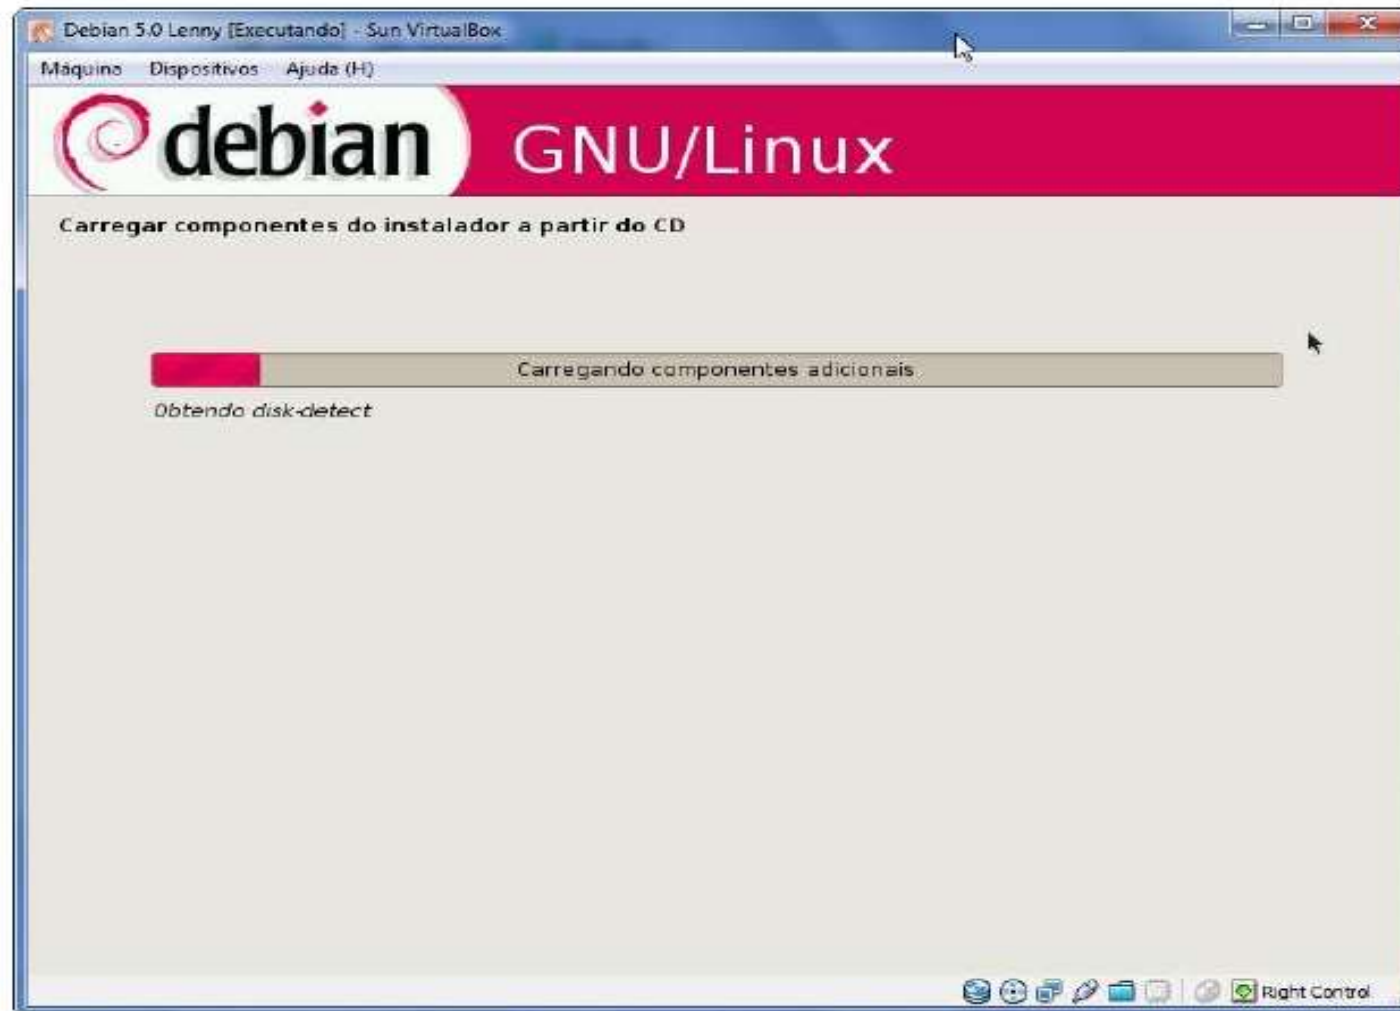 Debian 5.0 Lenny [Executando] - Sun VirtualBox
Máquina Dispositivos Ajuda (H)
debian GNU/Linux
Carregar componentes do instalador a partir do CD
Carregando componentes adicionais
Obtendo disk-detect
Right Control